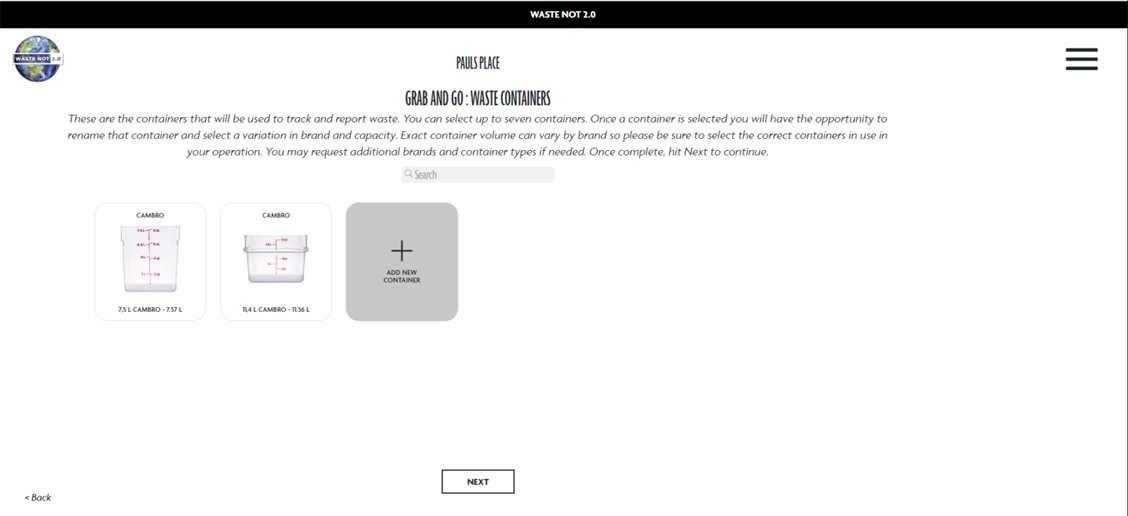 WASTE NOT 2.0
WASTE NOT 2.0
PAULS PLACE
GRAB AND GO : WASTE CONTAINERS
These are the containers that will be used to track and report waste. You can select up to seven containers. Once a container is selected you will have the opportunity to
rename that container and select a variation in brand and capacity. Exact container volume can vary by brand so please be sure to select the correct containers in use in
your operation. You may request additional brands and container types if needed. Once complete, hit Next to continue.
Search
CAMBRO
7,5 L CAMBRO - 7.57 L
CAMBRO
11,4 L CAMBRO - 11.36 L
ADD NEW
CONTAINER
NEXT
< Back